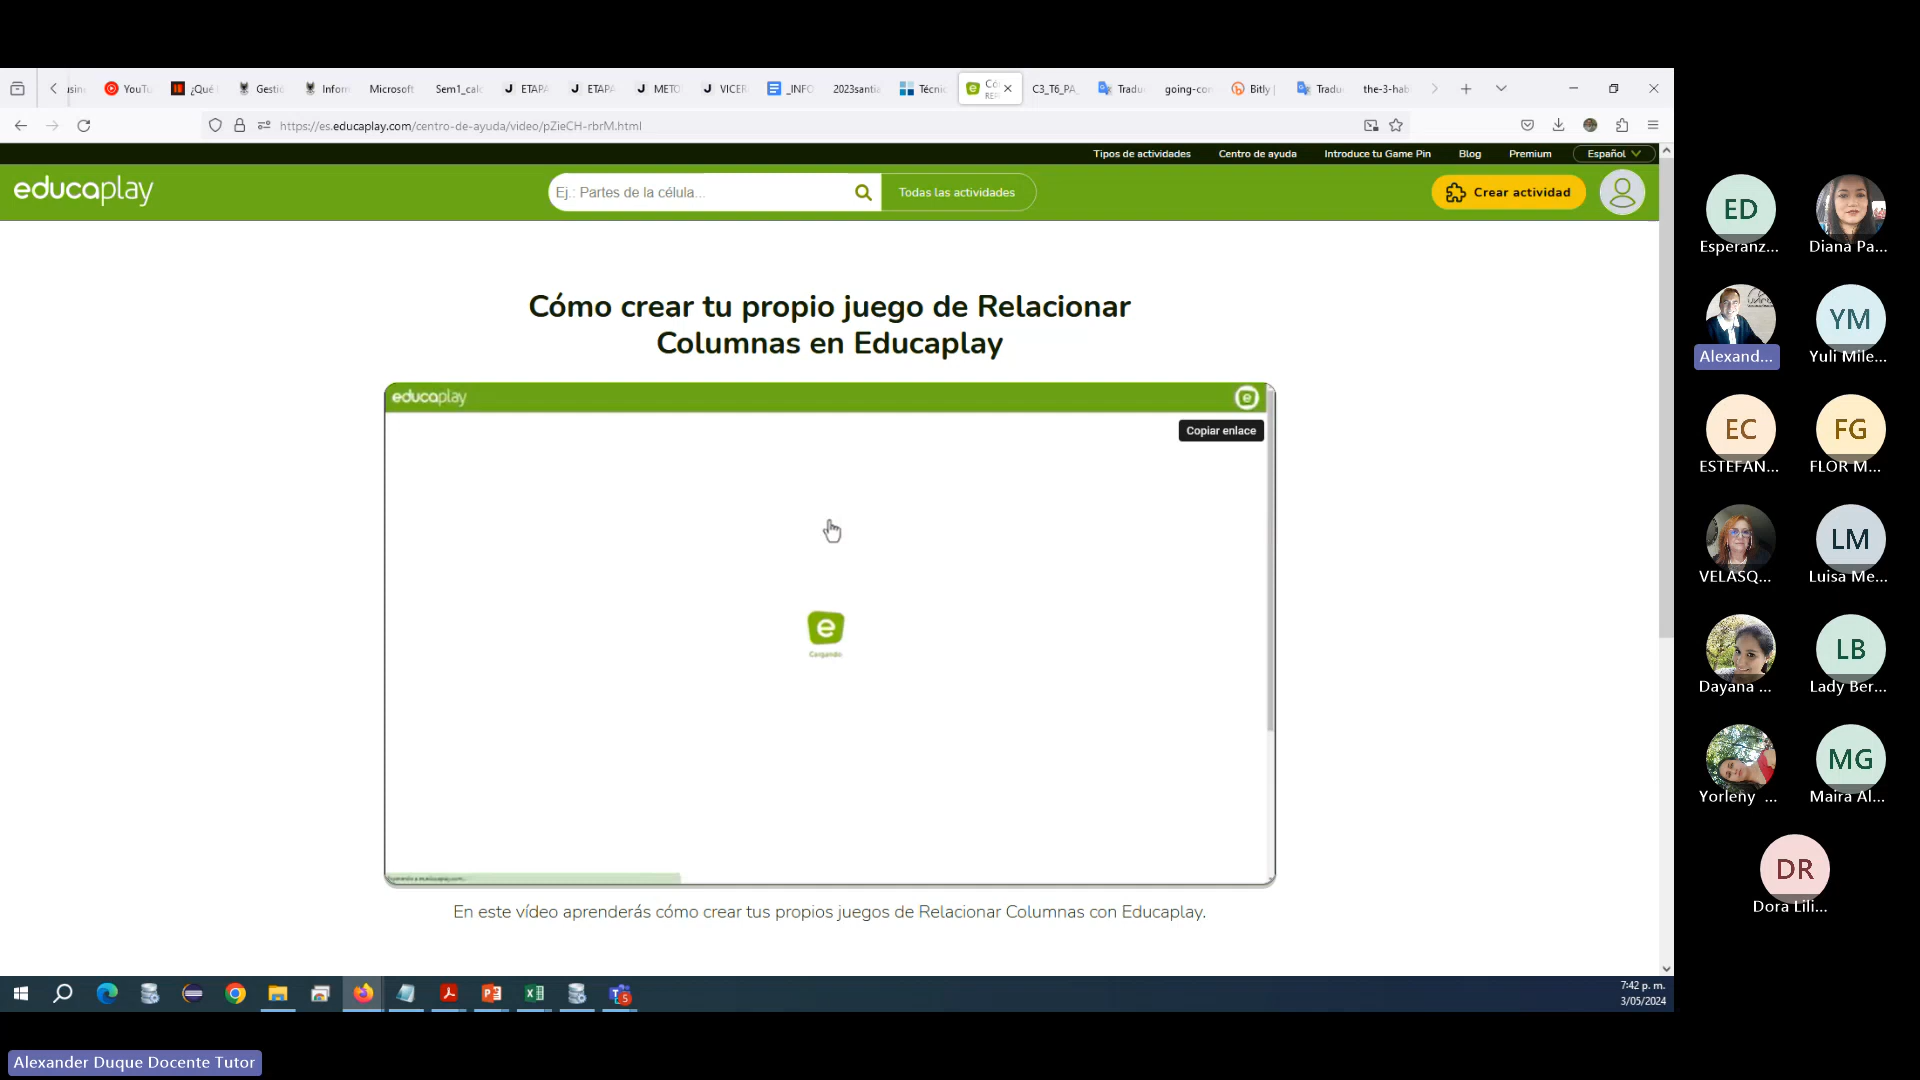 YouTu
¿Qué
Gestió
Inform
Microsoft
Sem1_calc
ETAPA
ETAPA
METO
VICER
_INFO
2023santia
Técnic
C3_T6_PA
Tradu
going-con
Bitly |
Tradu
the-3-hab
https://es.educaplay.com/centro-de-ayuda/video/pZieCH-rbrM.html
Tipos de actividades
Centro de ayuda
Introduce tu Game Pin
Blog
Premium
Español
educaplay
Ej.: Partes de la célula...
Todas las actividades
Crear actividad
Cómo crear tu propio juego de Relacionar
Columnas en Educaplay
educaplay
Copiar enlace
Cargando
En este vídeo aprenderás cómo crear tus propios juegos de Relacionar Columnas con Educaplay.
7:42 p. m.
3/05/2024
ED
Esperanz...
Diana Pa...
Alexand...
YM
Yuli Mile...
EC
ESTEFAN...
FG
FLOR M...
VELASQ...
LM
Luisa Me...
Dayana ...
LB
Lady Ber...
Yorleny ...
MG
Maira Al...
DR
Dora Lili...
Alexander Duque Docente Tutor